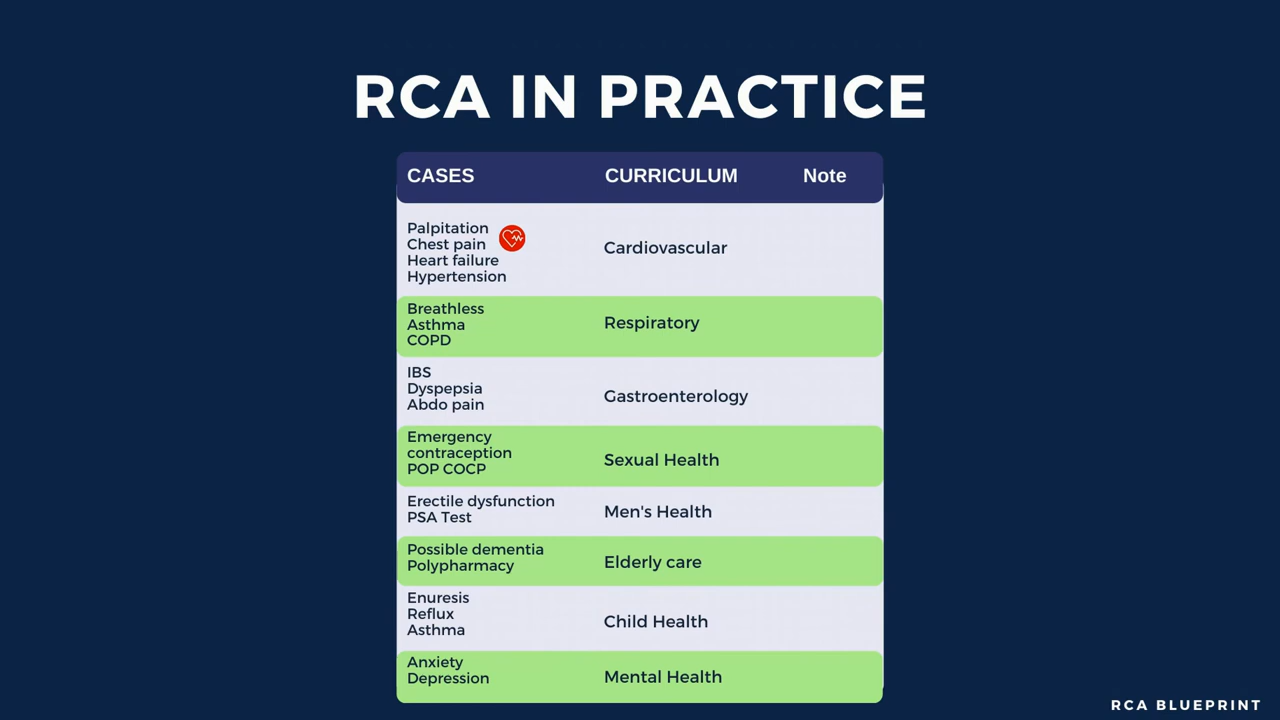 RCA IN PRACTICE
CASES CURRICULUM Note
Palpitation
Chest pain
Heart failure
Hypertension
Cardiovascular
Breathless
Asthma
COPD
Respiratory
IBS
Dyspepsia
Abdo pain
Gastroenterology
Emergency
contraception
POP COCP
Sexual Health
Erectile dysfunction
PSA Test
Men's Health
Possible dementia
Polypharmacy
Elderly care
Enuresis
Reflux
Asthma
Child Health
Anxiety
Depression
Mental Health
RCA BLUEPRINT